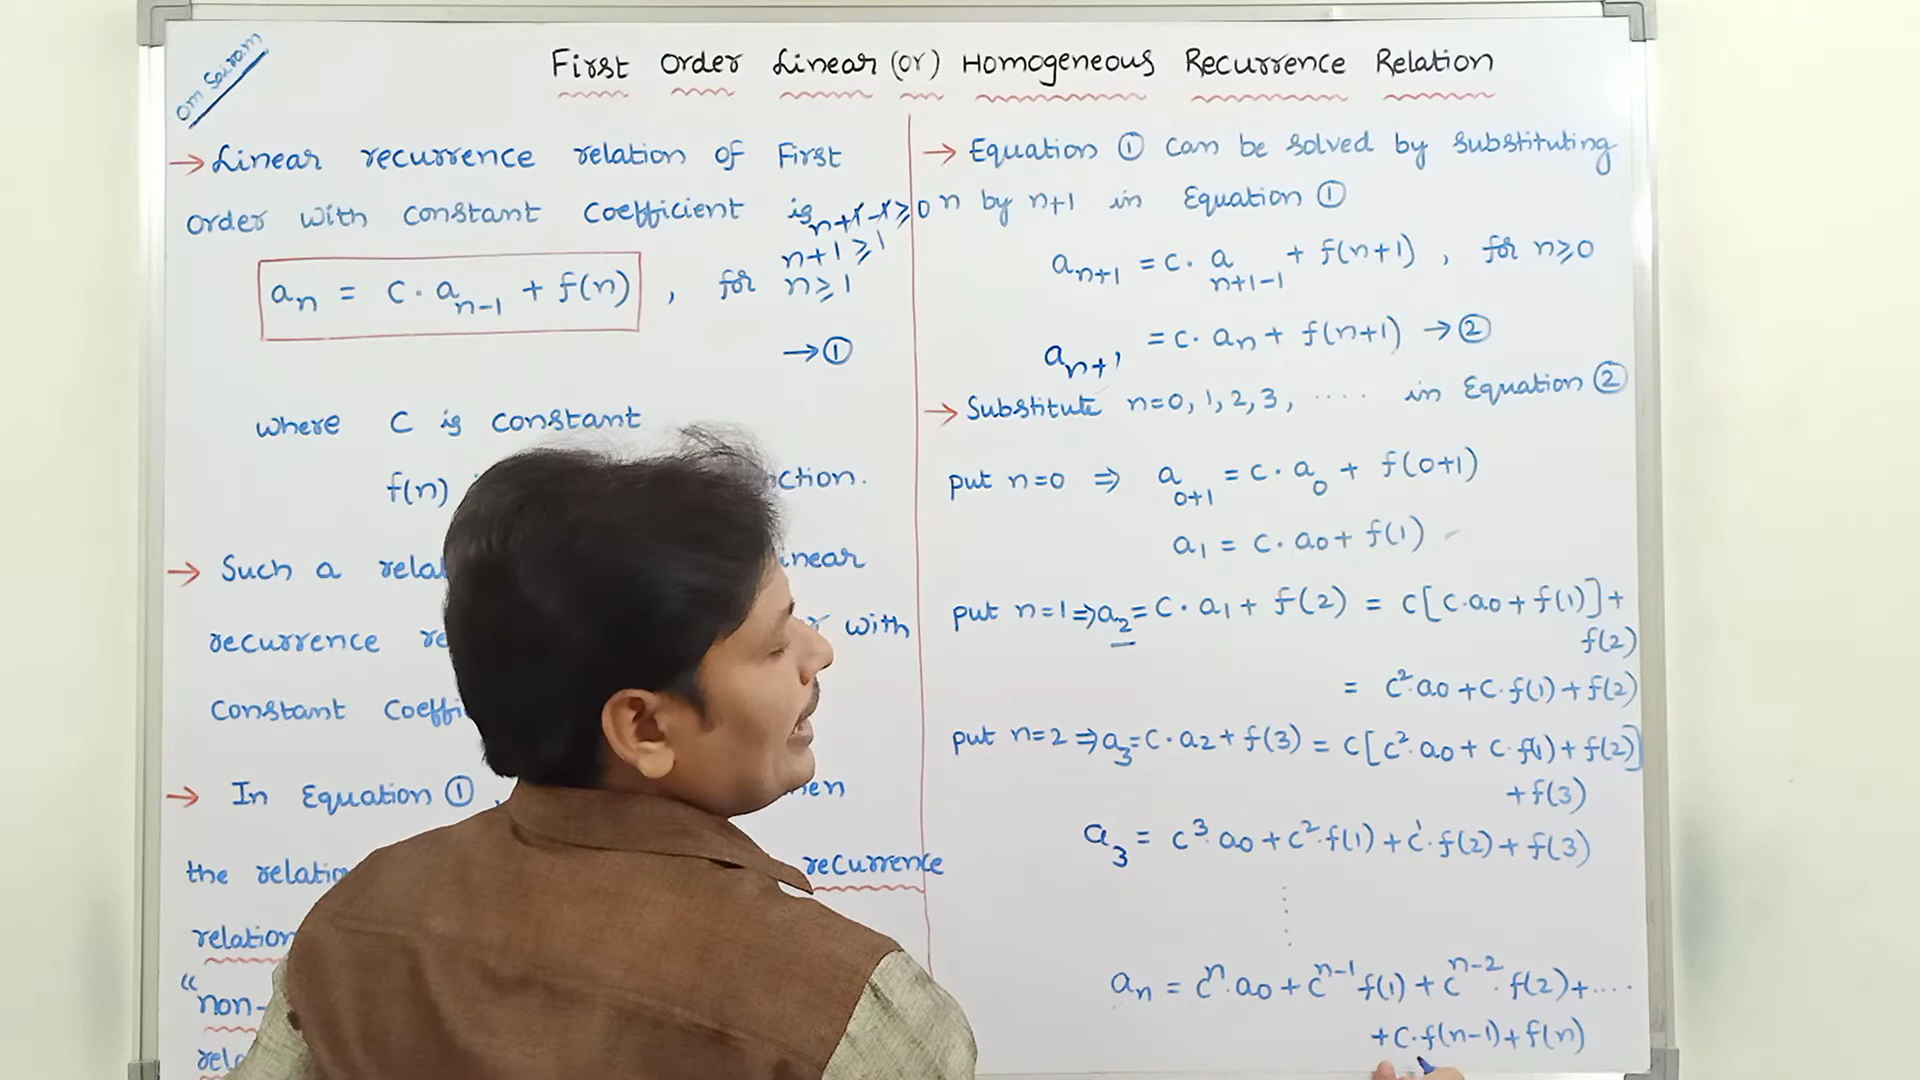 Om Sairam
First Order Linear (or) Homogeneous Recurrence Relation
→ Linear recurrence relation of First
Order with constant coefficient is
n+1-1≥0
n+1≥1
aₙ = C·aₙ₋₁ + f(n) , for n≥1
→①
where C is constant
f(n) ction.
→ Such a inear
recurrence with
constant
→ In Equation ①,
the recurrence
relation
"non-
→ Equation ① can be solved by substituting
n by n+1 in Equation ①
aₙ₊₁ = c·aₙ₊₁₋₁ + f(n+1) , for n≥0
aₙ₊₁ = c·aₙ + f(n+1) →②
→ Substitute n=0, 1, 2, 3, ···· in Equation ②
put n=0 ⇒ a₀₊₁ = c·a₀ + f(0+1)
a₁ = c·a₀ + f(1)
put n=1 ⇒ a₂ = C·a₁ + f(2) = c[c·a₀ + f(1)] +
f(2)
= c²·a₀ + c·f(1) + f(2)
put n=2 ⇒ a₃ = C·a₂ + f(3) = c[c²·a₀ + c·f(1) + f(2)]
+ f(3)
a₃ = c³·a₀ + c²·f(1) + c¹·f(2) + f(3)
aₙ = cⁿ·a₀ + cⁿ⁻¹ f(1) + cⁿ⁻²·f(2) + ····
+ c·f(n-1) + f(n)